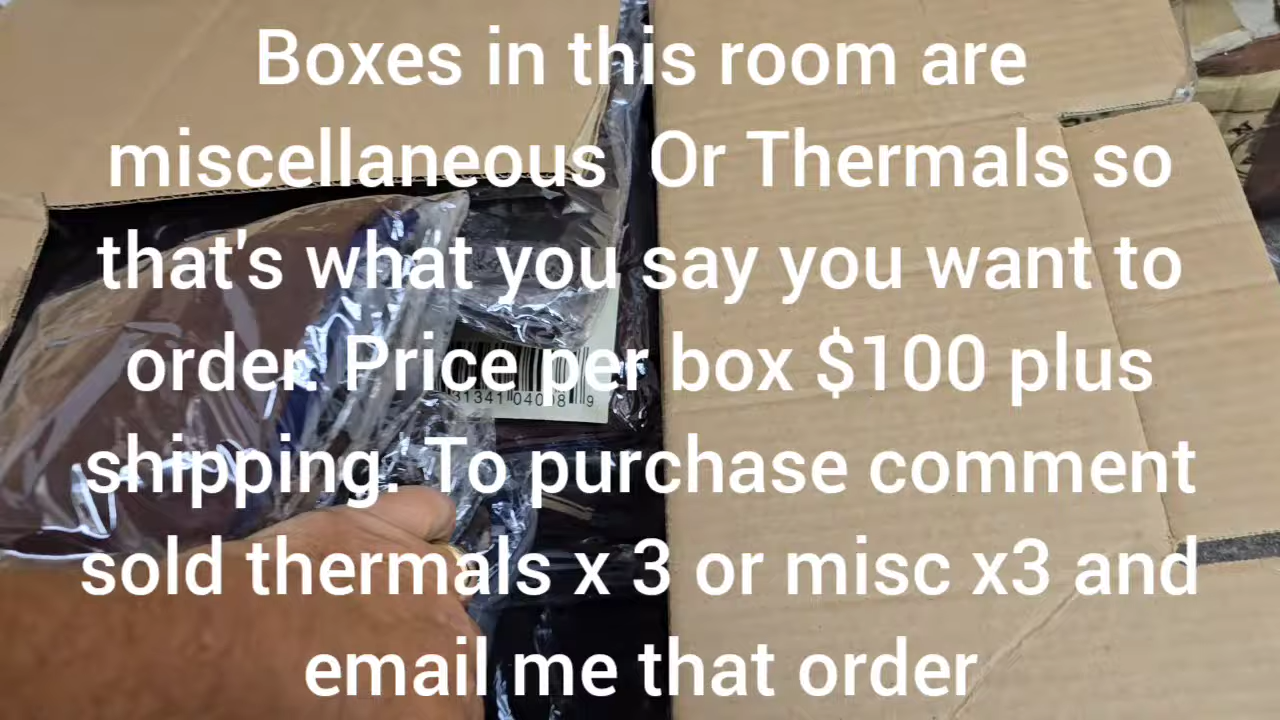 Boxes in this room are
miscellaneous  Or Thermals so
that's what you say you want to
order. Price per box $100 plus
shipping. To purchase comment
sold thermals x 3 or misc x3 and
email me that order